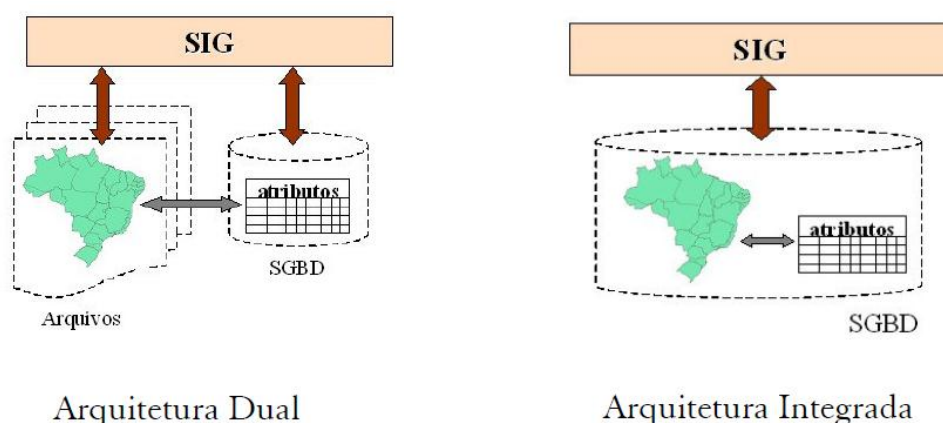 SIG
atributos
SGBD
Arquivos
Arquitetura Dual
SIG
atributos
SGBD
Arquitetura Integrada